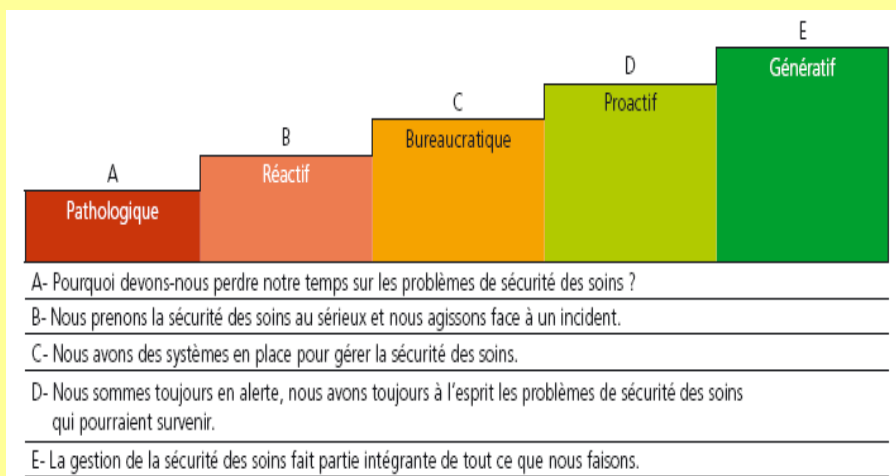 A
Pathologique
B
Réactif
C
Bureaucratique
D
Proactif
E
Génératif
A- Pourquoi devons-nous perdre notre temps sur les problèmes de sécurité des soins ?
B- Nous prenons la sécurité des soins au sérieux et nous agissons face à un incident.
C- Nous avons des systèmes en place pour gérer la sécurité des soins.
D- Nous sommes toujours en alerte, nous avons toujours à l'esprit les problèmes de sécurité des soins
qui pourraient survenir.
E- La gestion de la sécurité des soins fait partie intégrante de tout ce que nous faisons.